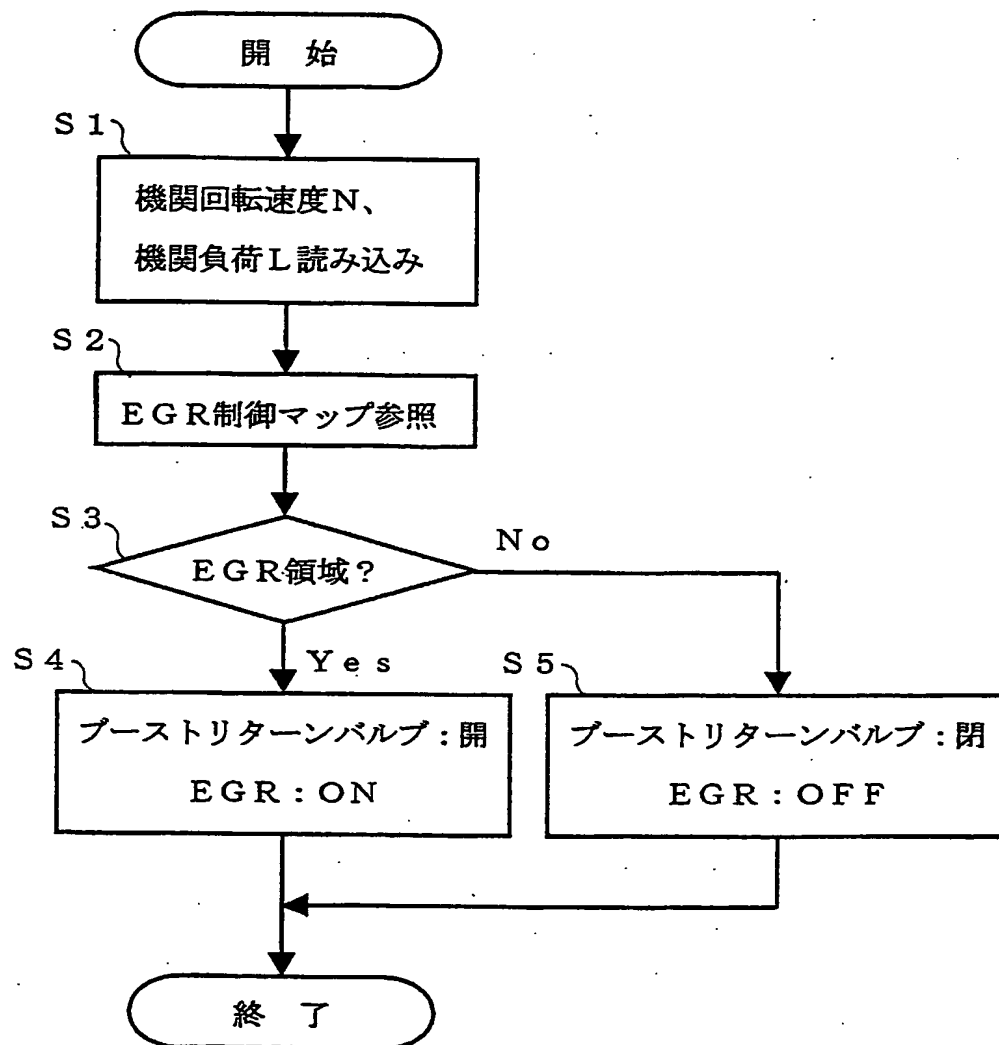 開 始
S1
機関回転速度N、
機関負荷L読み込み
S2
EGR制御マップ参照
S3
EGR領域?
No
Yes
S4
ブーストリターンバルブ:開
EGR:ON
S5
ブーストリターンバルブ:閉
EGR:OFF
終 了